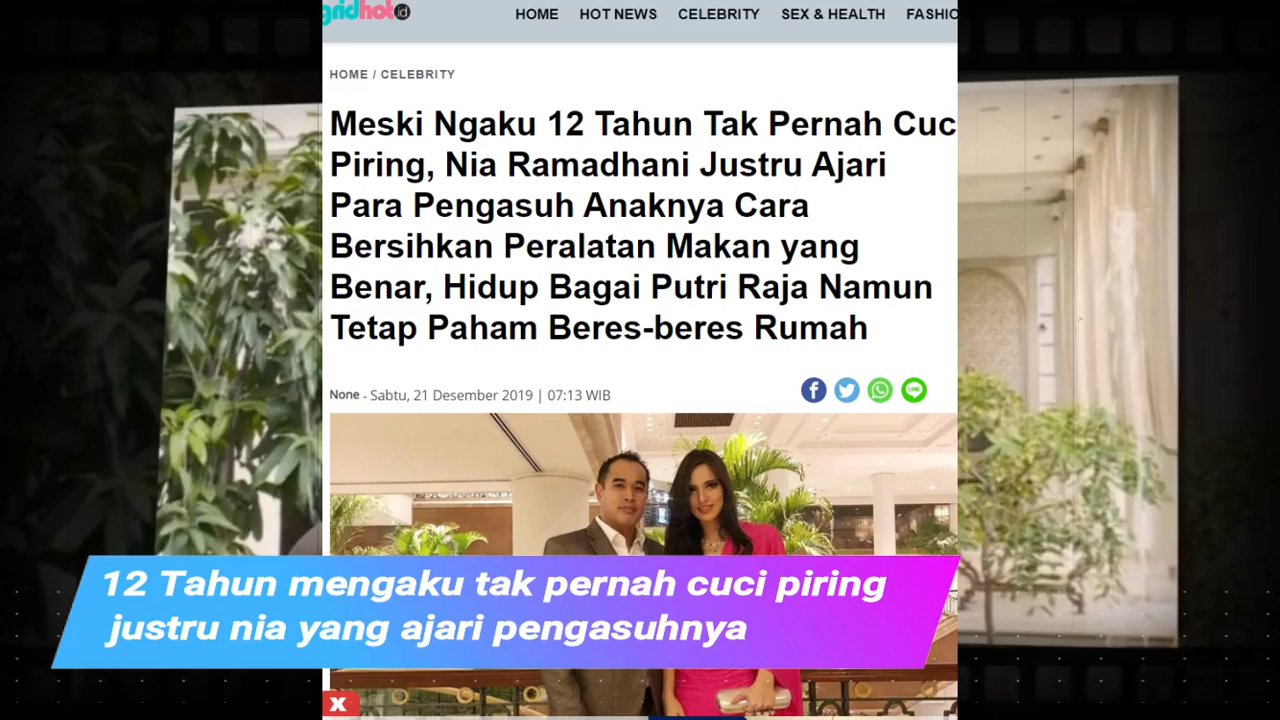 gridhot.id
HOME HOT NEWS CELEBRITY SEX & HEALTH FASHIO
HOME / CELEBRITY
Meski Ngaku 12 Tahun Tak Pernah Cuc
Piring, Nia Ramadhani Justru Ajari
Para Pengasuh Anaknya Cara
Bersihkan Peralatan Makan yang
Benar, Hidup Bagai Putri Raja Namun
Tetap Paham Beres-beres Rumah
None - Sabtu, 21 Desember 2019 | 07:13 WIB
LINE
12 Tahun mengaku tak pernah cuci piring
justru nia yang ajari pengasuhnya
X